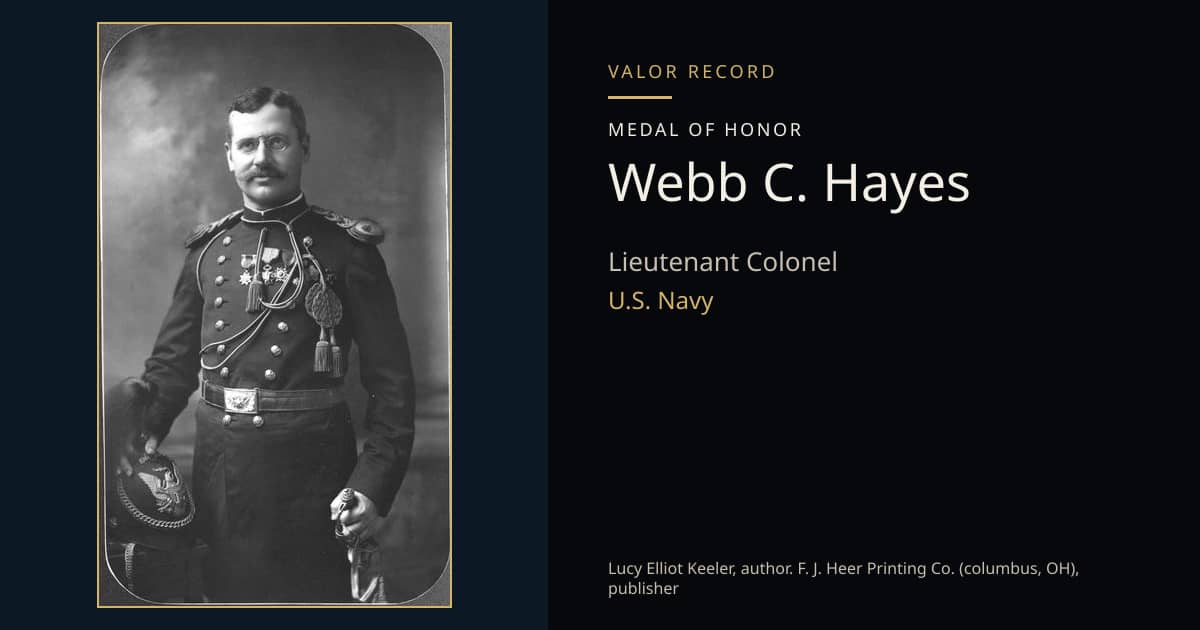 VALOR RECORD
MEDAL OF HONOR
Webb C. Hayes
Lieutenant Colonel
U.S. Navy
Lucy Elliot Keeler, author. F. J. Heer Printing Co. (columbus, OH),
publisher